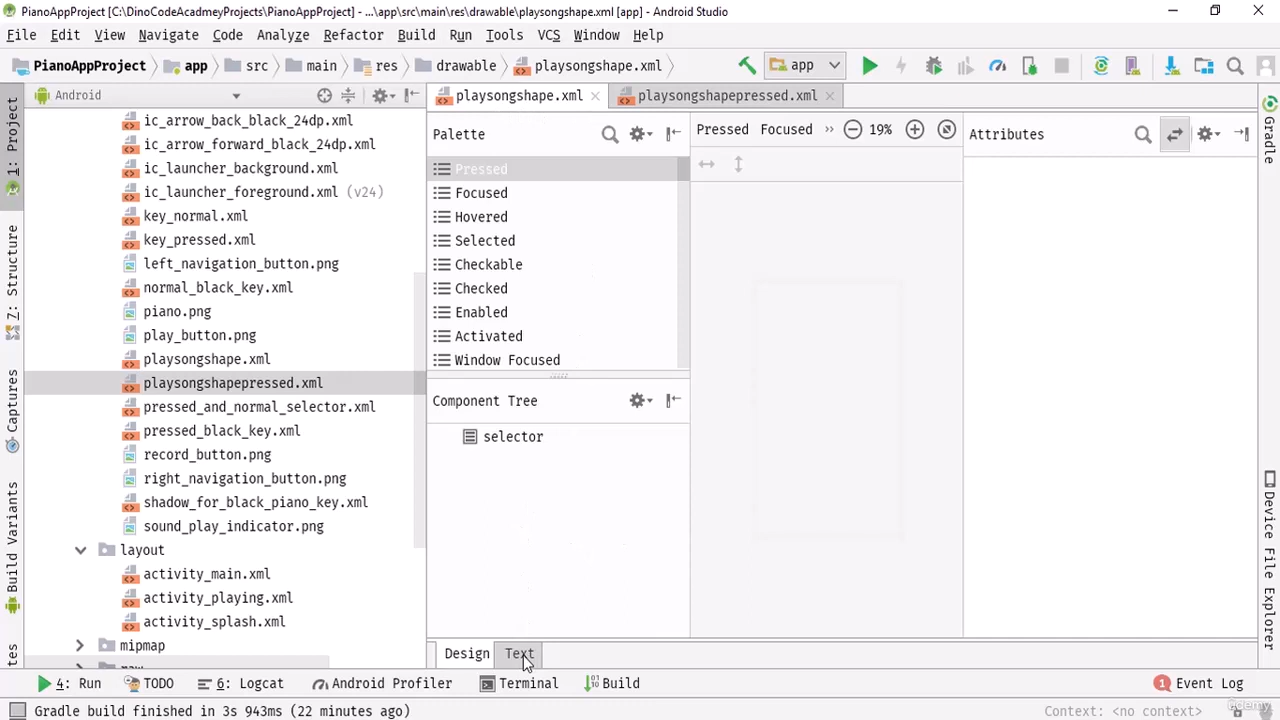 PianoAppProject [C:\DinoCodeAcadmeyProjects\PianoAppProject] - ...\app\src\main\res\drawable\playsongshape.xml [app] - Android Studio
File Edit View Navigate Code Analyze Refactor Build Run Tools VCS Window Help
PianoAppProject app src main res drawable playsongshape.xml app
1: Project
Z: Structure
Captures
Build Variants
Android
ic_arrow_back_black_24dp.xml
ic_arrow_forward_black_24dp.xml
ic_launcher_background.xml
ic_launcher_foreground.xml (v24)
key_normal.xml
key_pressed.xml
left_navigation_button.png
normal_black_key.xml
piano.png
play_button.png
playsongshape.xml
playsongshapepressed.xml
pressed_and_normal_selector.xml
pressed_black_key.xml
record_button.png
right_navigation_button.png
shadow_for_black_piano_key.xml
sound_play_indicator.png
layout
activity_main.xml
activity_playing.xml
activity_splash.xml
mipmap
playsongshape.xml playsongshapepressed.xml
Palette
Pressed
Focused
Hovered
Selected
Checkable
Checked
Enabled
Activated
Window Focused
Component Tree
selector
Pressed Focused » 19%
Attributes
Gradle
Device File Explorer
Design Text
4: Run TODO 6: Logcat Android Profiler Terminal Build 1 Event Log
Gradle build finished in 3s 943ms (22 minutes ago) Context: <no context>